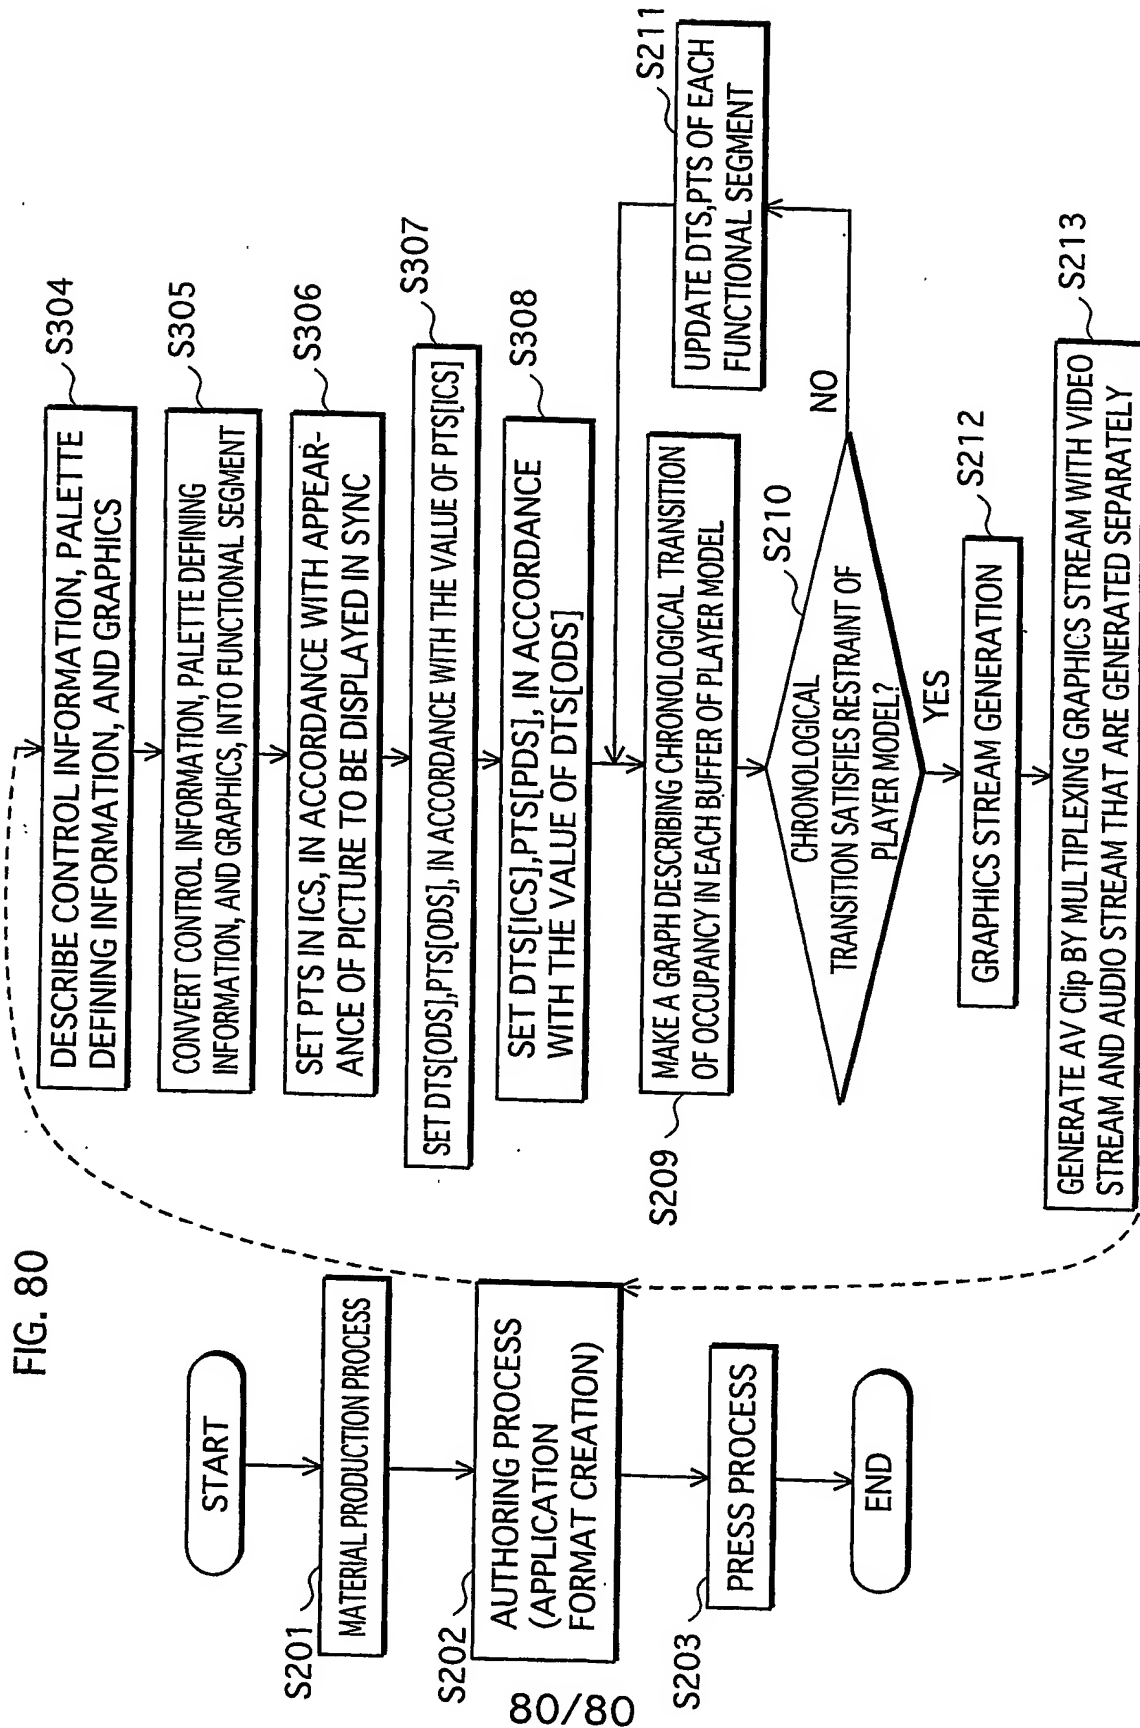 FIG. 80
START
S201
MATERIAL PRODUCTION PROCESS
S202
AUTHORING PROCESS
(APPLICATION
FORMAT CREATION)
S203
PRESS PROCESS
END
S304
DESCRIBE CONTROL INFORMATION, PALETTE
DEFINING INFORMATION, AND GRAPHICS
S305
CONVERT CONTROL INFORMATION, PALETTE DEFINING
INFORMATION, AND GRAPHICS, INTO FUNCTIONAL SEGMENT
S306
SET PTS IN ICS, IN ACCORDANCE WITH APPEAR-
ANCE OF PICTURE TO BE DISPLAYED IN SYNC
S307
SET DTS[ODS],PTS[ODS], IN ACCORDANCE WITH THE VALUE OF PTS[ICS]
S308
SET DTS[ICS],PTS[PDS], IN ACCORDANCE
WITH THE VALUE OF DTS[ODS]
S209
MAKE A GRAPH DESCRIBING CHRONOLOGICAL TRANSITION
OF OCCUPANCY IN EACH BUFFER OF PLAYER MODEL
S210
CHRONOLOGICAL
TRANSITION SATISFIES RESTRAINT OF
PLAYER MODEL?
NO
S211
UPDATE DTS,PTS OF EACH
FUNCTIONAL SEGMENT
YES
S212
GRAPHICS STREAM GENERATION
S213
GENERATE AV Clip BY MULTIPLEXING GRAPHICS STREAM WITH VIDEO
STREAM AND AUDIO STREAM THAT ARE GENERATED SEPARATELY
80/80